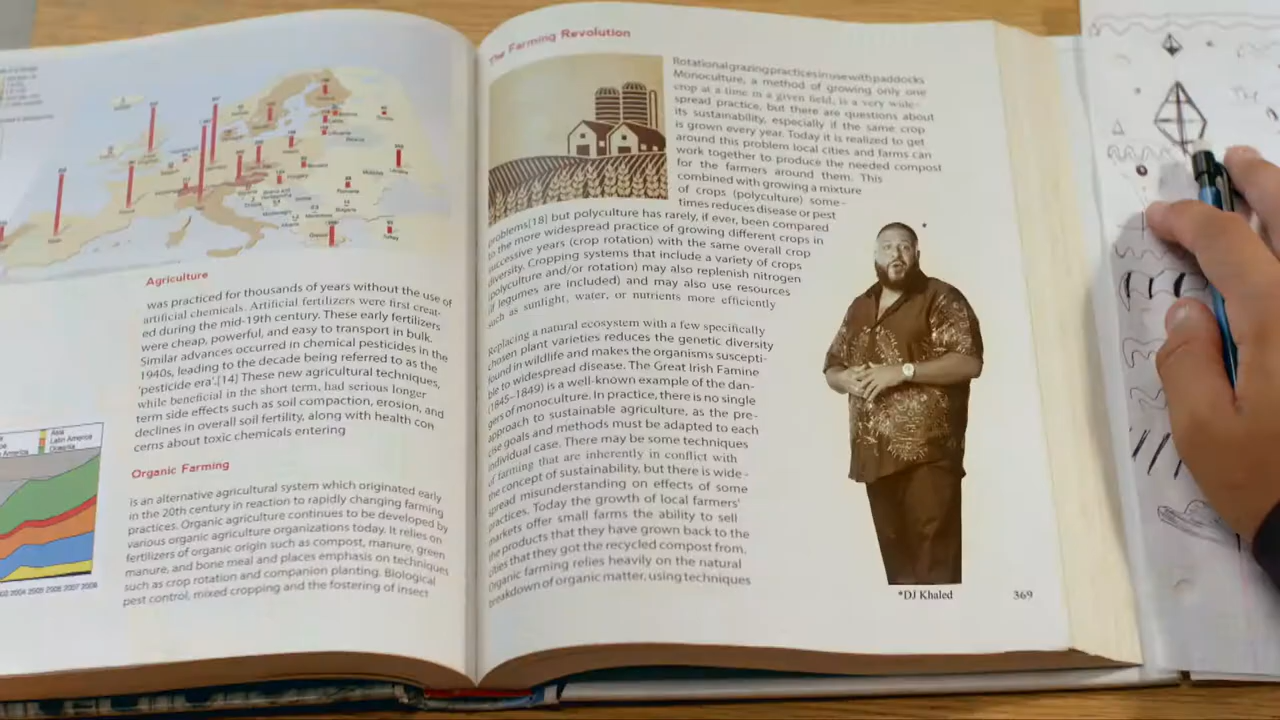 Agriculture
was practiced for thousands of years without the use of
artificial chemicals. Artificial fertilizers were first creat-
ed during the mid-19th century. These early fertilizers
were cheap, powerful, and easy to transport in bulk.
Similar advances occurred in chemical pesticides in the
1940s, leading to the decade being referred to as the
'pesticide era'.[14] These new agricultural techniques,
while beneficial in the short term, had serious longer
term side effects such as soil compaction, erosion, and
declines in overall soil fertility, along with health con
cerns about toxic chemicals entering
Asia
Latin America
Oceania
2004 2005 2006 2007 2008
Organic Farming
is an alternative agricultural system which originated early
in the 20th century in reaction to rapidly changing farming
practices. Organic agriculture continues to be developed by
various organic agriculture organizations today. It relies on
fertilizers of organic origin such as compost, manure, green
manure, and bone meal and places emphasis on techniques
such as crop rotation and companion planting. Biological
pest control, mixed cropping and the fostering of insect
The Farming Revolution
Rotational grazing practices in use with paddocks
Monoculture, a method of growing only one
crop at a time in a given field, is a very wide-
spread practice, but there are questions about
its sustainability, especially if the same crop
is grown every year. Today it is realized to get
around this problem local cities and farms can
work together to produce the needed compost
for the farmers around them. This
combined with growing a mixture
of crops (polyculture) some-
times reduces disease or pest
problems[18] but polyculture has rarely, if ever, been compared
to the more widespread practice of growing different crops in
successive years (crop rotation) with the same overall crop
diversity. Cropping systems that include a variety of crops
(polyculture and/or rotation) may also replenish nitrogen
(if legumes are included) and may also use resources
such as sunlight, water, or nutrients more efficiently
Replacing a natural ecosystem with a few specifically
chosen plant varieties reduces the genetic diversity
found in wildlife and makes the organisms suscepti-
ble to widespread disease. The Great Irish Famine
(1845–1849) is a well-known example of the dan-
gers of monoculture. In practice, there is no single
approach to sustainable agriculture, as the pre-
cise goals and methods must be adapted to each
individual case. There may be some techniques
of farming that are inherently in conflict with
the concept of sustainability, but there is wide-
spread misunderstanding on effects of some
practices. Today the growth of local farmers'
markets offer small farms the ability to sell
the products that they have grown back to the
cities that they got the recycled compost from.
Organic farming relies heavily on the natural
breakdown of organic matter, using techniques
*
*DJ Khaled
369